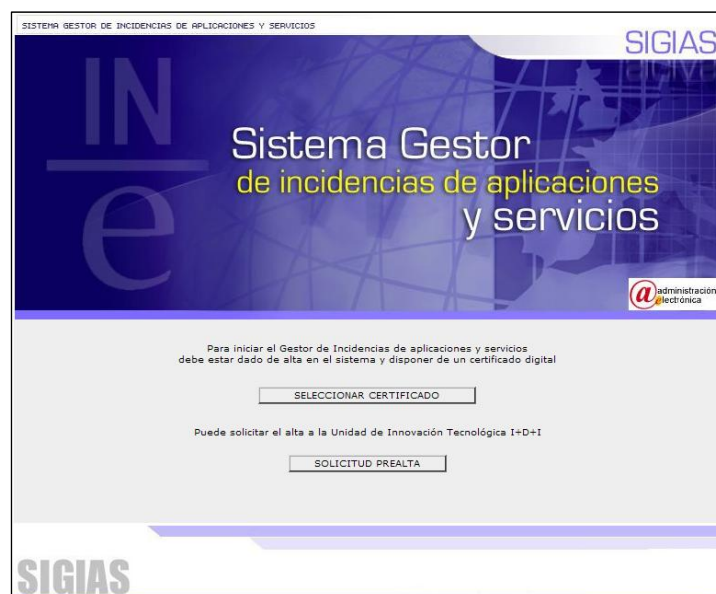 SISTEMA GESTOR DE INCIDENCIAS DE APLICACIONES Y SERVICIOS
SIGIAS
IN
e
Sistema Gestor
de incidencias de aplicaciones
y servicios
@ administración
electrónica
Para iniciar el Gestor de Incidencias de aplicaciones y servicios
debe estar dado de alta en el sistema y disponer de un certificado digital
SELECCIONAR CERTIFICADO
Puede solicitar el alta a la Unidad de Innovación Tecnológica I+D+I
SOLICITUD PREALTA
SIGIAS